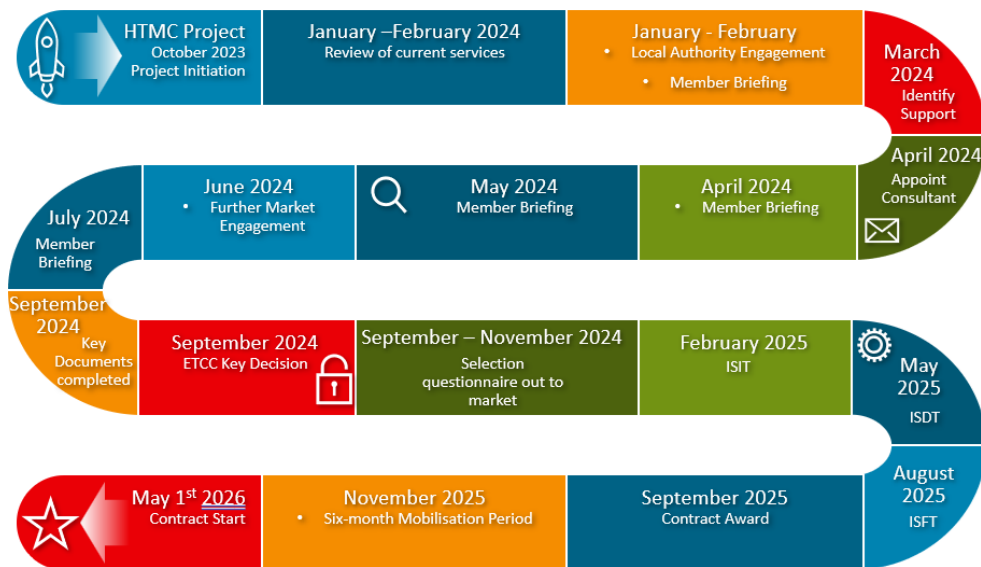 HTMC Project
October 2023
Project Initiation
January –February 2024
Review of current services
January - February
• Local Authority Engagement
• Member Briefing
March
2024
Identify
Support
April 2024
Appoint
Consultant
April 2024
• Member Briefing
May 2024
Member Briefing
June 2024
• Further Market
Engagement
July 2024
Member
Briefing
September
2024
Key
Documents
completed
September 2024
ETCC Key Decision
September – November 2024
Selection
questionnaire out to
market
February 2025
ISIT
May
2025
ISDT
August
2025
ISFT
September 2025
Contract Award
November 2025
• Six-month Mobilisation Period
May 1st 2026
Contract Start